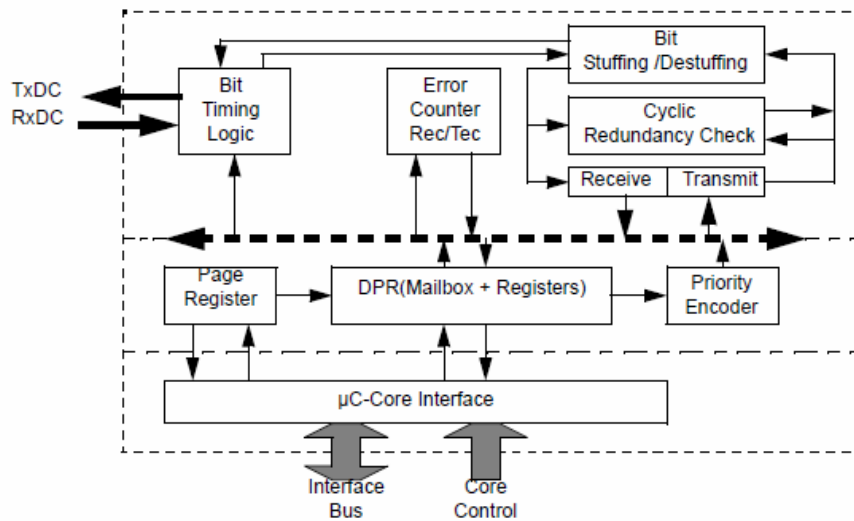 TxDC
RxDC
Bit
Timing
Logic
Error
Counter
Rec/Tec
Bit
Stuffing /Destuffing
Cyclic
Redundancy Check
Receive
Transmit
Page
Register
DPR(Mailbox + Registers)
Priority
Encoder
µC-Core Interface
Interface
Bus
Core
Control